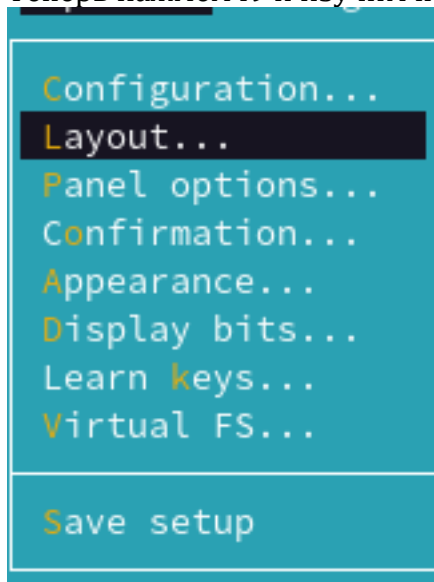 Configuration...
Layout...
Panel options...
Confirmation...
Appearance...
Display bits...
Learn keys...
Virtual FS...
Save setup